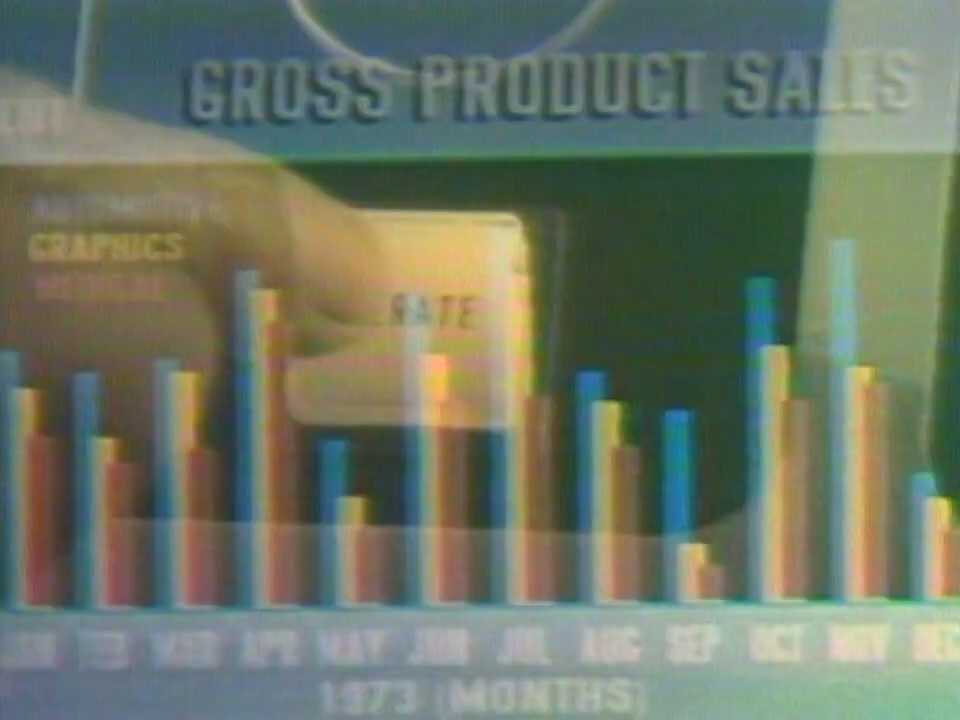 GROSS PRODUCT SALES
GRAPHICS
RATE
JAN FEB MAR APR MAY JUN JUL AUG SEP OCT NOV DEC
1973 (MONTHS)